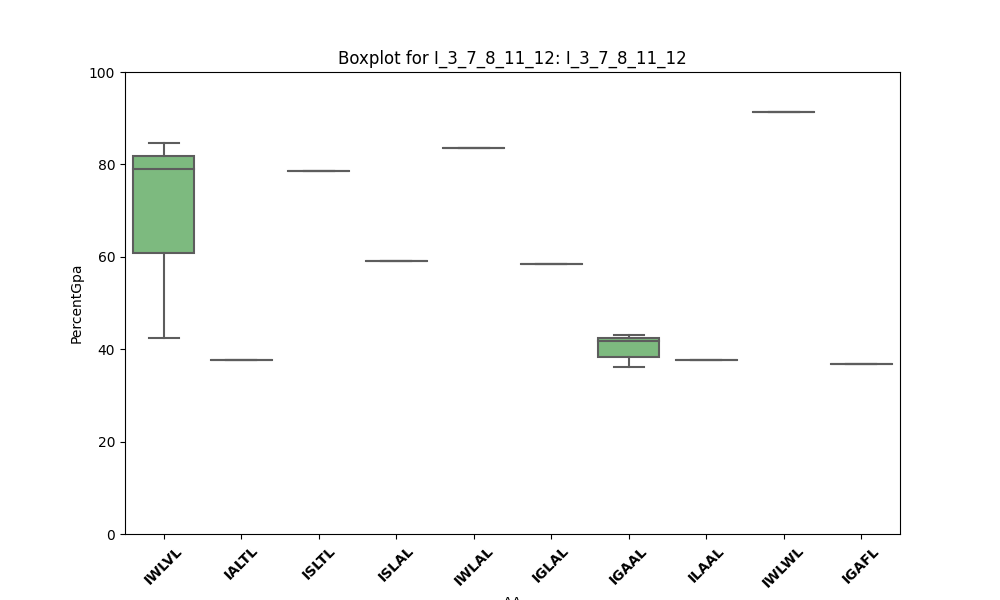 Boxplot for I_3_7_8_11_12: I_3_7_8_11_12
100
80
60
40
20
0
PercentGpa
IWLVL
IALTL
ISLTL
ISLAL
IWLAL
IGLAL
IGAAL
ILAAL
IWLWL
IGAFL